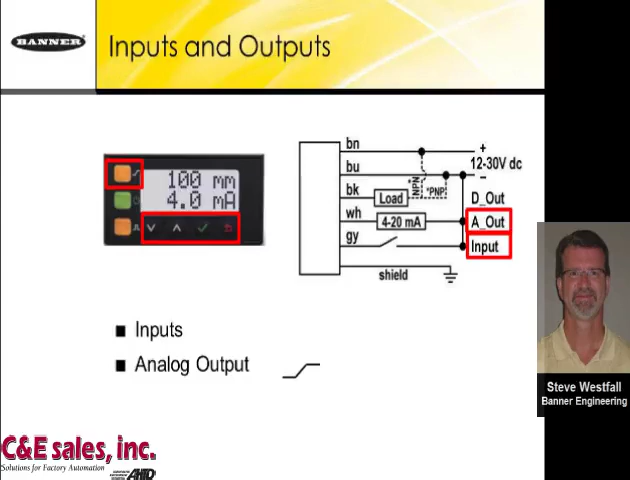 BANNER
Inputs and Outputs
100 mm
4.0 mA
bn
+
12-30V dc
bu
−
bk
Load
NPN
*PNP
D_Out
wh
4-20 mA
A_Out
gy
Input
shield
■ Inputs
■ Analog Output
Steve Westfall
Banner Engineering
C&E sales, inc.
Solutions for Factory Automation